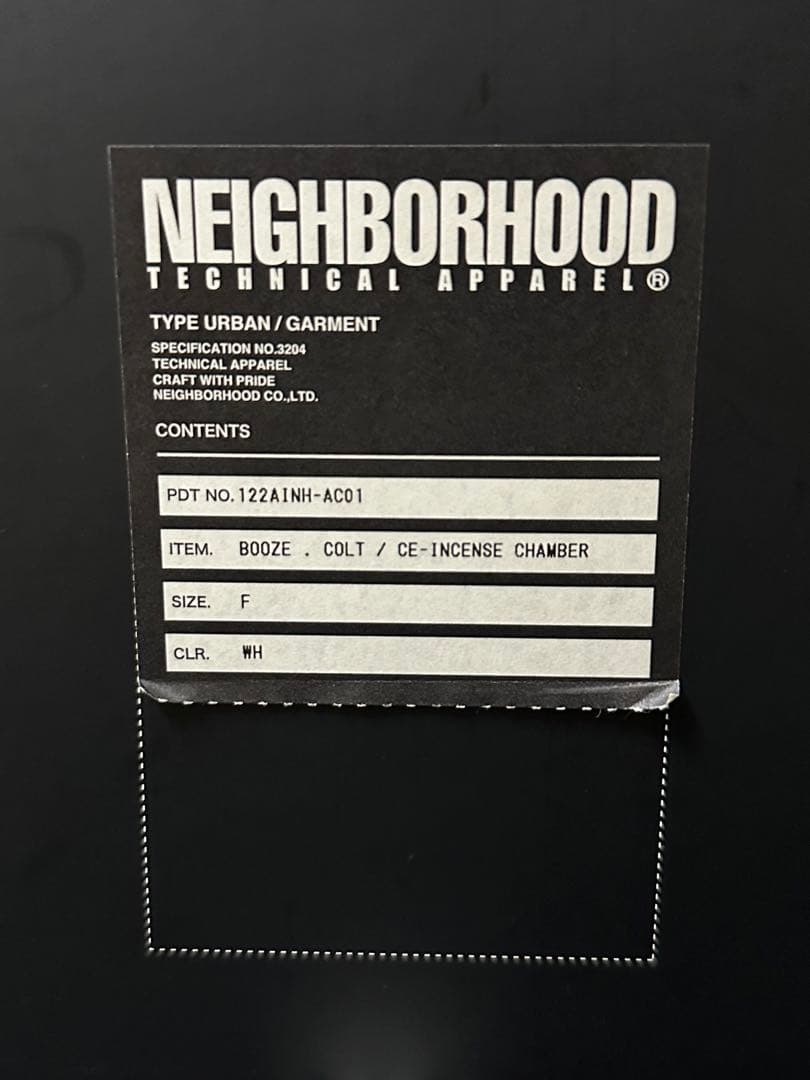 NEIGHBORHOOD
TECHNICAL APPAREL®
TYPE URBAN / GARMENT
SPECIFICATION NO.3204
TECHNICAL APPAREL
CRAFT WITH PRIDE
NEIGHBORHOOD CO.,LTD.
CONTENTS
PDT NO. 122AINH-AC01
ITEM. BOOZE . COLT / CE-INCENSE CHAMBER
SIZE. F
CLR. WH